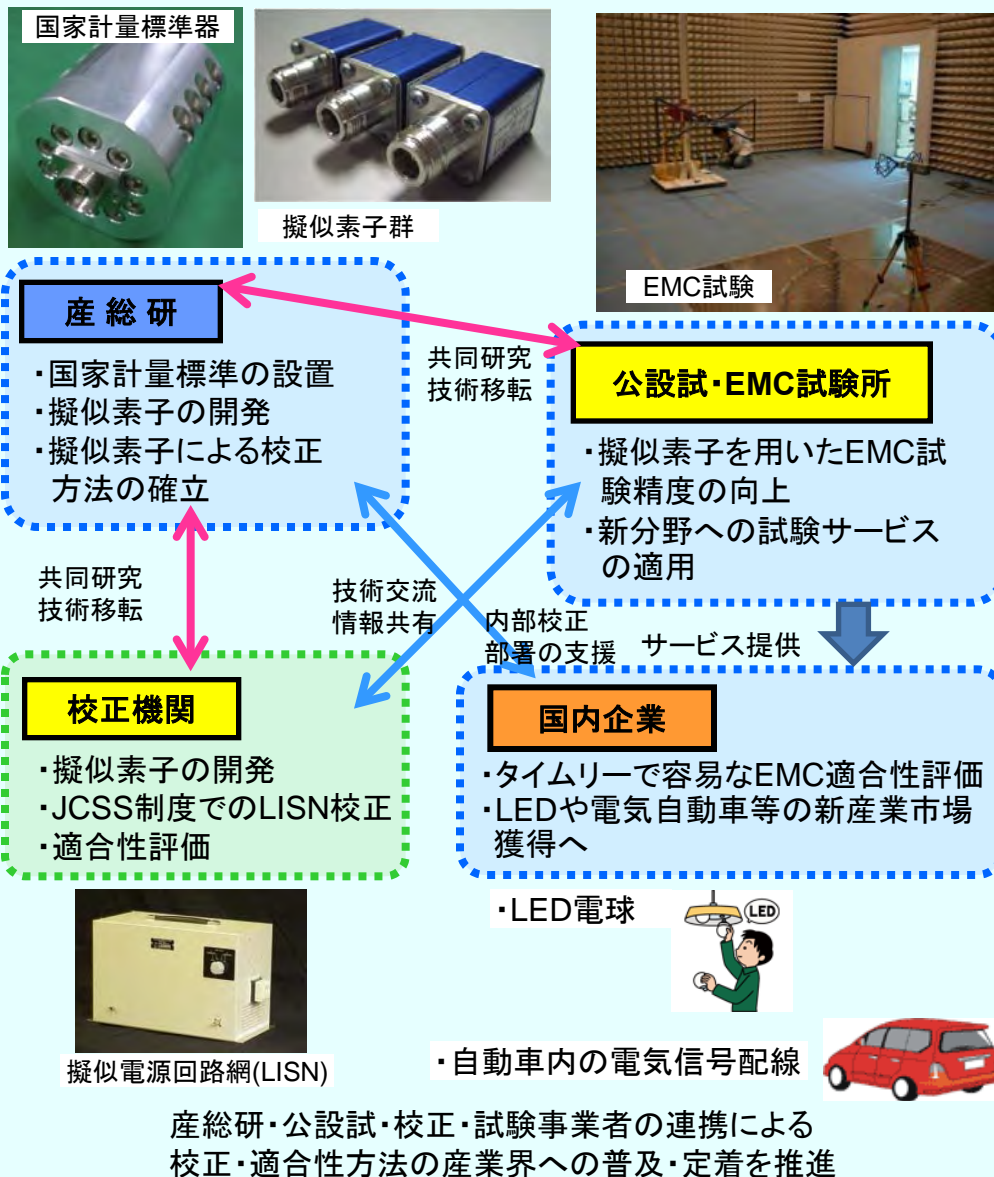 国家計量標準器
擬似素子群
EMC試験
産 総 研
・国家計量標準の設置
・擬似素子の開発
・擬似素子による校正
方法の確立
共同研究
技術移転
公設試・EMC試験所
・擬似素子を用いたEMC試
験精度の向上
・新分野への試験サービス
の適用
共同研究
技術移転
技術交流
情報共有
内部校正
部署の支援
サービス提供
校正機関
・擬似素子の開発
・JCSS制度でのLISN校正
・適合性評価
国内企業
・タイムリーで容易なEMC適合性評価
・LEDや電気自動車等の新産業市場
獲得へ
擬似電源回路網(LISN)
・LED電球
LED
・自動車内の電気信号配線
産総研・公設試・校正・試験事業者の連携による
校正・適合性方法の産業界への普及・定着を推進